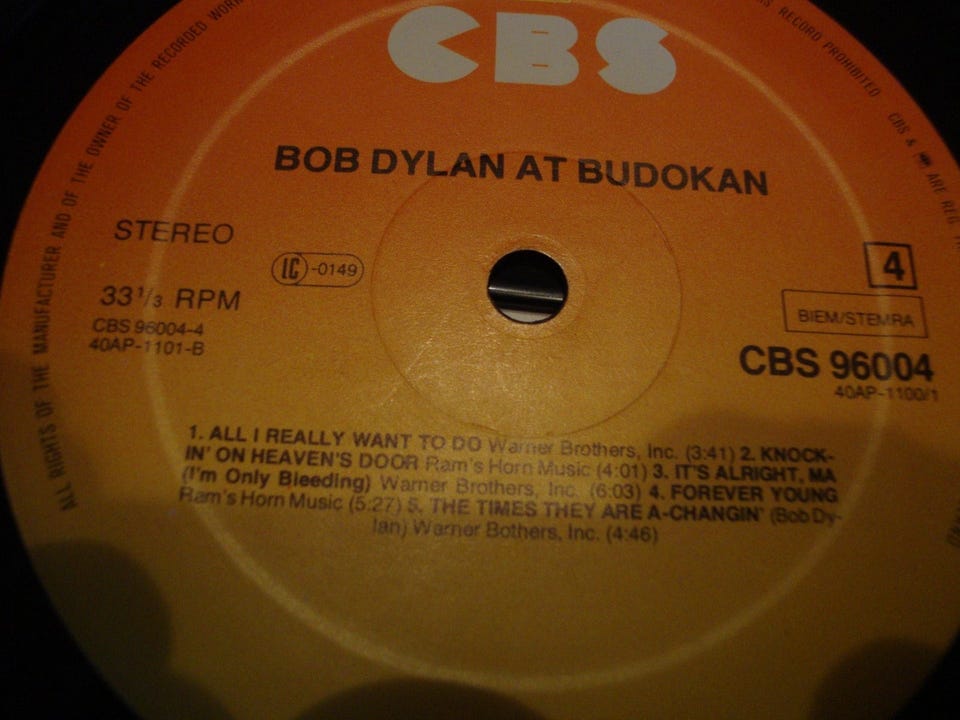 CBS
BOB DYLAN AT BUDOKAN
STEREO
LC -0149
33 1/3 RPM
CBS 96004-4
40AP-1101-B
4
BIEM/STEMRA
CBS 96004
40AP-1100/1
1. ALL I REALLY WANT TO DO Warner Brothers, Inc. (3:41) 2. KNOCK-
IN' ON HEAVEN'S DOOR Ram's Horn Music (4:01) 3. IT'S ALRIGHT, MA
(I'm Only Bleeding) Warner Brothers, Inc. (6:03) 4. FOREVER YOUNG
Ram's Horn Music (5:27) 5. THE TIMES THEY ARE A-CHANGIN' (Bob Dy-
lan) Warner Bothers, Inc. (4:46)
ALL RIGHTS OF THE MANUFACTURER AND OF THE OWNER OF THE RECORDED WORK
RECORD PROHIBITED
CBS & ARE REG